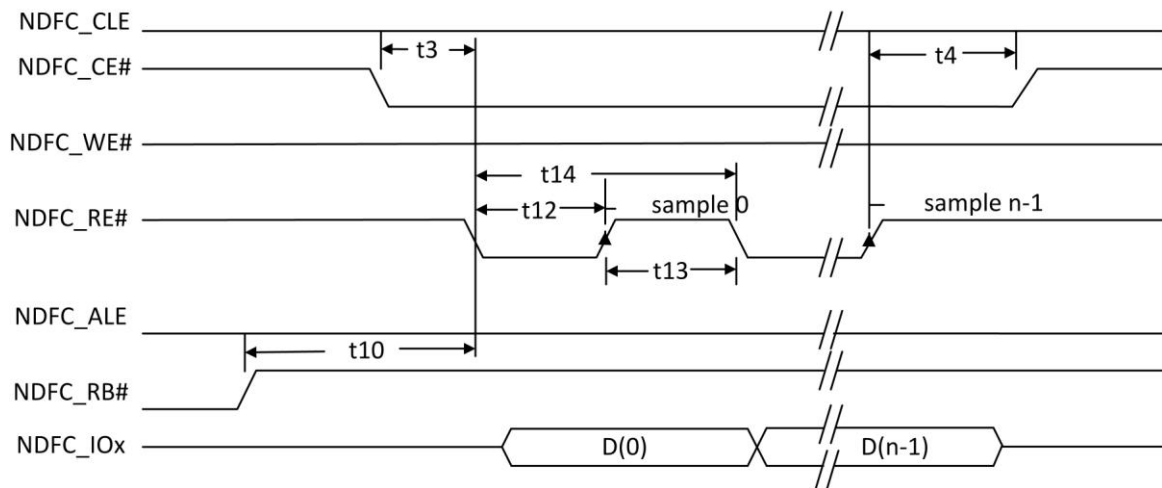 NDFC_CLE
t3
t4
NDFC_CE#
NDFC_WE#
t14
t12
sample 0
sample n-1
NDFC_RE#
t13
NDFC_ALE
t10
NDFC_RB#
NDFC_IOx
D(0)
D(n-1)